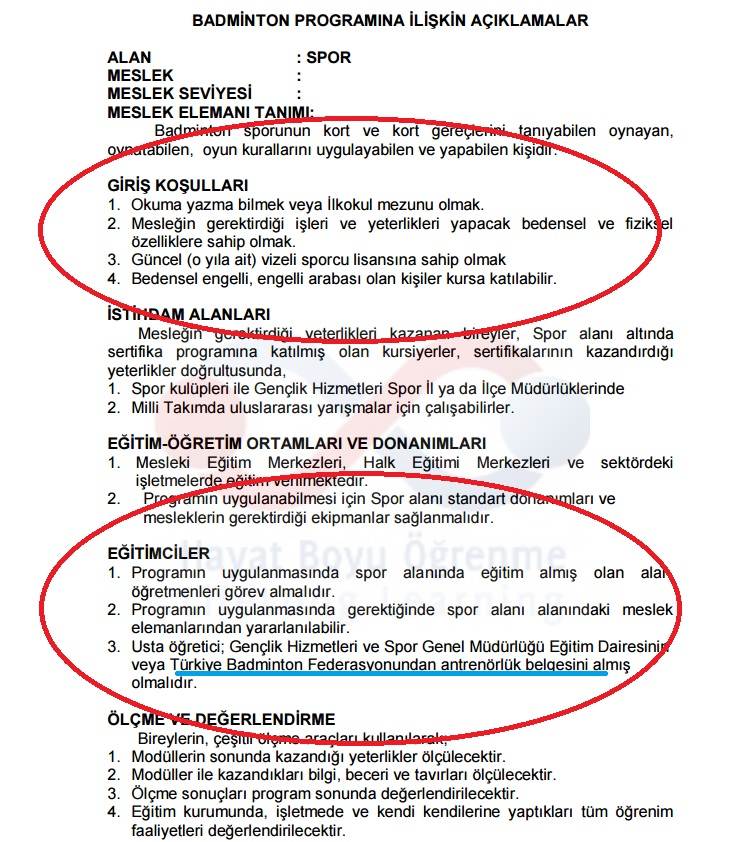 BADMİNTON PROGRAMINA İLİŞKİN AÇIKLAMALAR
ALAN : SPOR
MESLEK :
MESLEK SEVİYESİ :
MESLEK ELEMANI TANIMI:
Badminton sporunun kort ve kort gereçlerini tanıyabilen oynayan,
oynatabilen, oyun kurallarını uygulayabilen ve yapabilen kişidir.
GİRİŞ KOŞULLARI
1. Okuma yazma bilmek veya İlkokul mezunu olmak.
2. Mesleğin gerektirdiği işleri ve yeterlikleri yapacak bedensel ve fiziksel
özelliklere sahip olmak.
3. Güncel (o yıla ait) vizeli sporcu lisansına sahip olmak
4. Bedensel engelli, engelli arabası olan kişiler kursa katılabilir.
İSTİHDAM ALANLARI
Mesleğin gerektirdiği yeterlikleri kazanan bireyler, Spor alanı altında
sertifika programına katılmış olan kursiyerler, sertifikalarının kazandırdığı
yeterlikler doğrultusunda,
1. Spor kulüpleri ile Gençlik Hizmetleri Spor İl ya da İlçe Müdürlüklerinde
2. Milli Takımda uluslararası yarışmalar için çalışabilirler.
EĞİTİM-ÖĞRETİM ORTAMLARI VE DONANIMLARI
1. Mesleki Eğitim Merkezleri, Halk Eğitimi Merkezleri ve sektördeki
işletmelerde eğitim verilmektedir.
2. Programın uygulanabilmesi için Spor alanı standart donanımları ve
mesleklerin gerektirdiği ekipmanlar sağlanmalıdır.
EĞİTİMCİLER
Hayat Boyu Öğrenme
1. Programın uygulanmasında spor alanında eğitim almış olan alan
öğretmenleri görev almalıdır.
Learning
2. Programın uygulanmasında gerektiğinde spor alanı alanındaki meslek
elemanlarından yararlanılabilir.
3. Usta öğretici; Gençlik Hizmetleri ve Spor Genel Müdürlüğü Eğitim Dairesinin
veya Türkiye Badminton Federasyonundan antrenörlük belgesini almış
olmalıdır.
ÖLÇME VE DEĞERLENDİRME
Bireylerin, çeşitli ölçme araçları kullanılarak;
1. Modüllerin sonunda kazandığı yeterlikler ölçülecektir.
2. Modüller ile kazandıkları bilgi, beceri ve tavırları ölçülecektir.
3. Ölçme sonuçları program sonunda değerlendirilecektir.
4. Eğitim kurumunda, işletmede ve kendi kendilerine yaptıkları tüm öğrenim
faaliyetleri değerlendirilecektir.